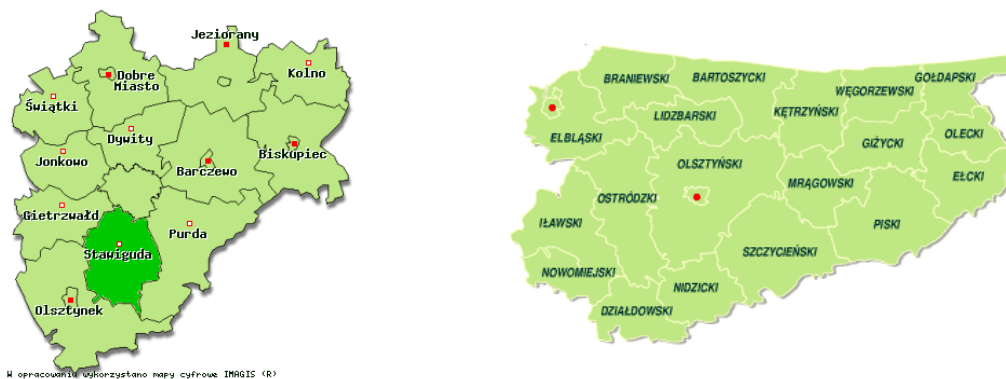 Jeziorany
Dobre
Miasto
Kolno
Świątki
Dywity
Jonkowo
Barczewo
Biskupiec
Gietrzwałd
Purda
Stawiguda
Olsztynek
W opracowaniu wykorzystano mapy cyfrowe IMAGIS (R)
BRANIEWSKI
BARTOSZYCKI
GOŁDAPSKI
WĘGORZEWSKI
KĘTRZYŃSKI
LIDZBARSKI
ELBLĄSKI
OLECKI
GIŻYCKI
OLSZTYŃSKI
EŁCKI
MRĄGOWSKI
OSTRÓDZKI
IŁAWSKI
PISKI
SZCZYCIEŃSKI
NOWOMIEJSKI
NIDZICKI
DZIAŁDOWSKI